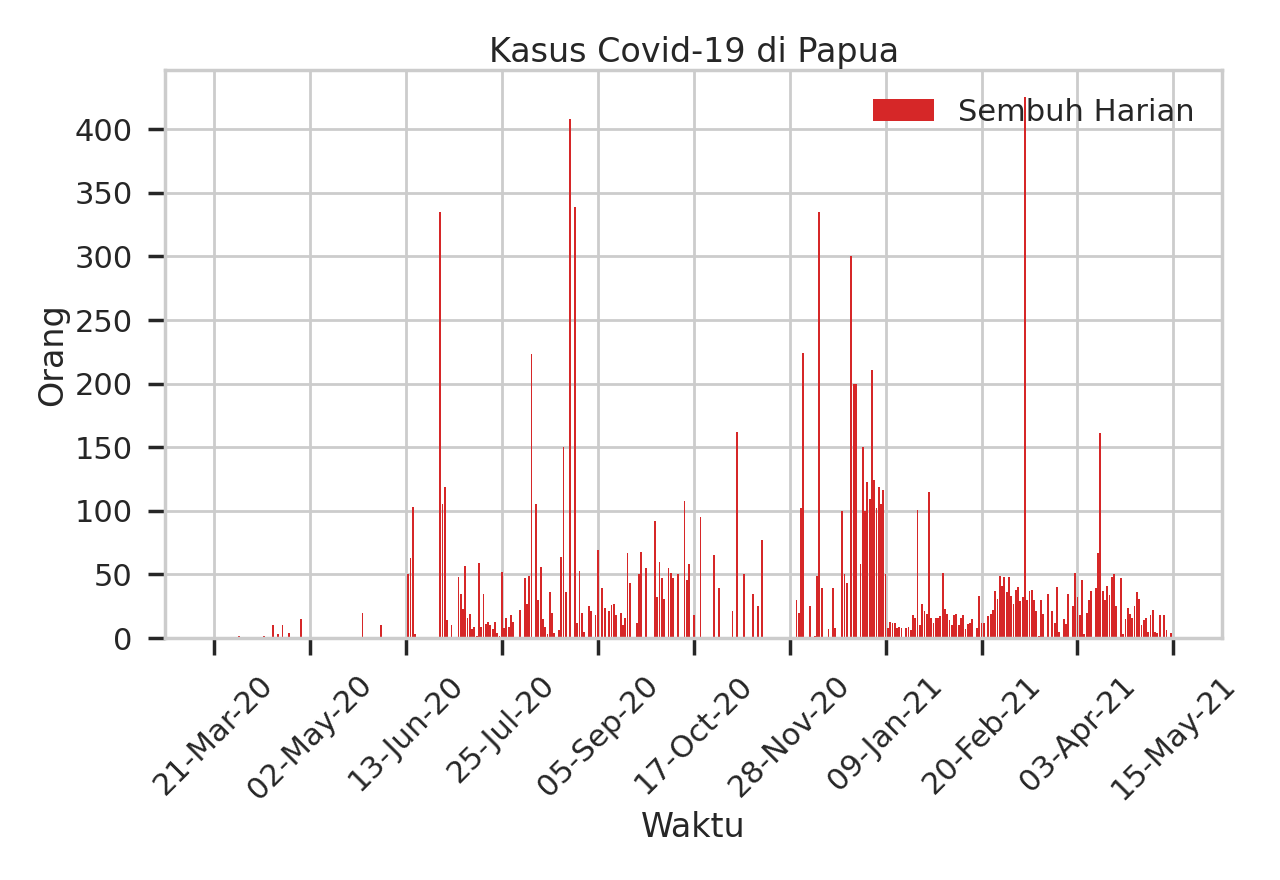 Kasus Covid-19 di Papua
Sembuh Harian
Orang
400
350
300
250
200
150
100
50
0
21-Mar-20
02-May-20
13-Jun-20
25-Jul-20
05-Sep-20
17-Oct-20
28-Nov-20
09-Jan-21
20-Feb-21
03-Apr-21
15-May-21
Waktu